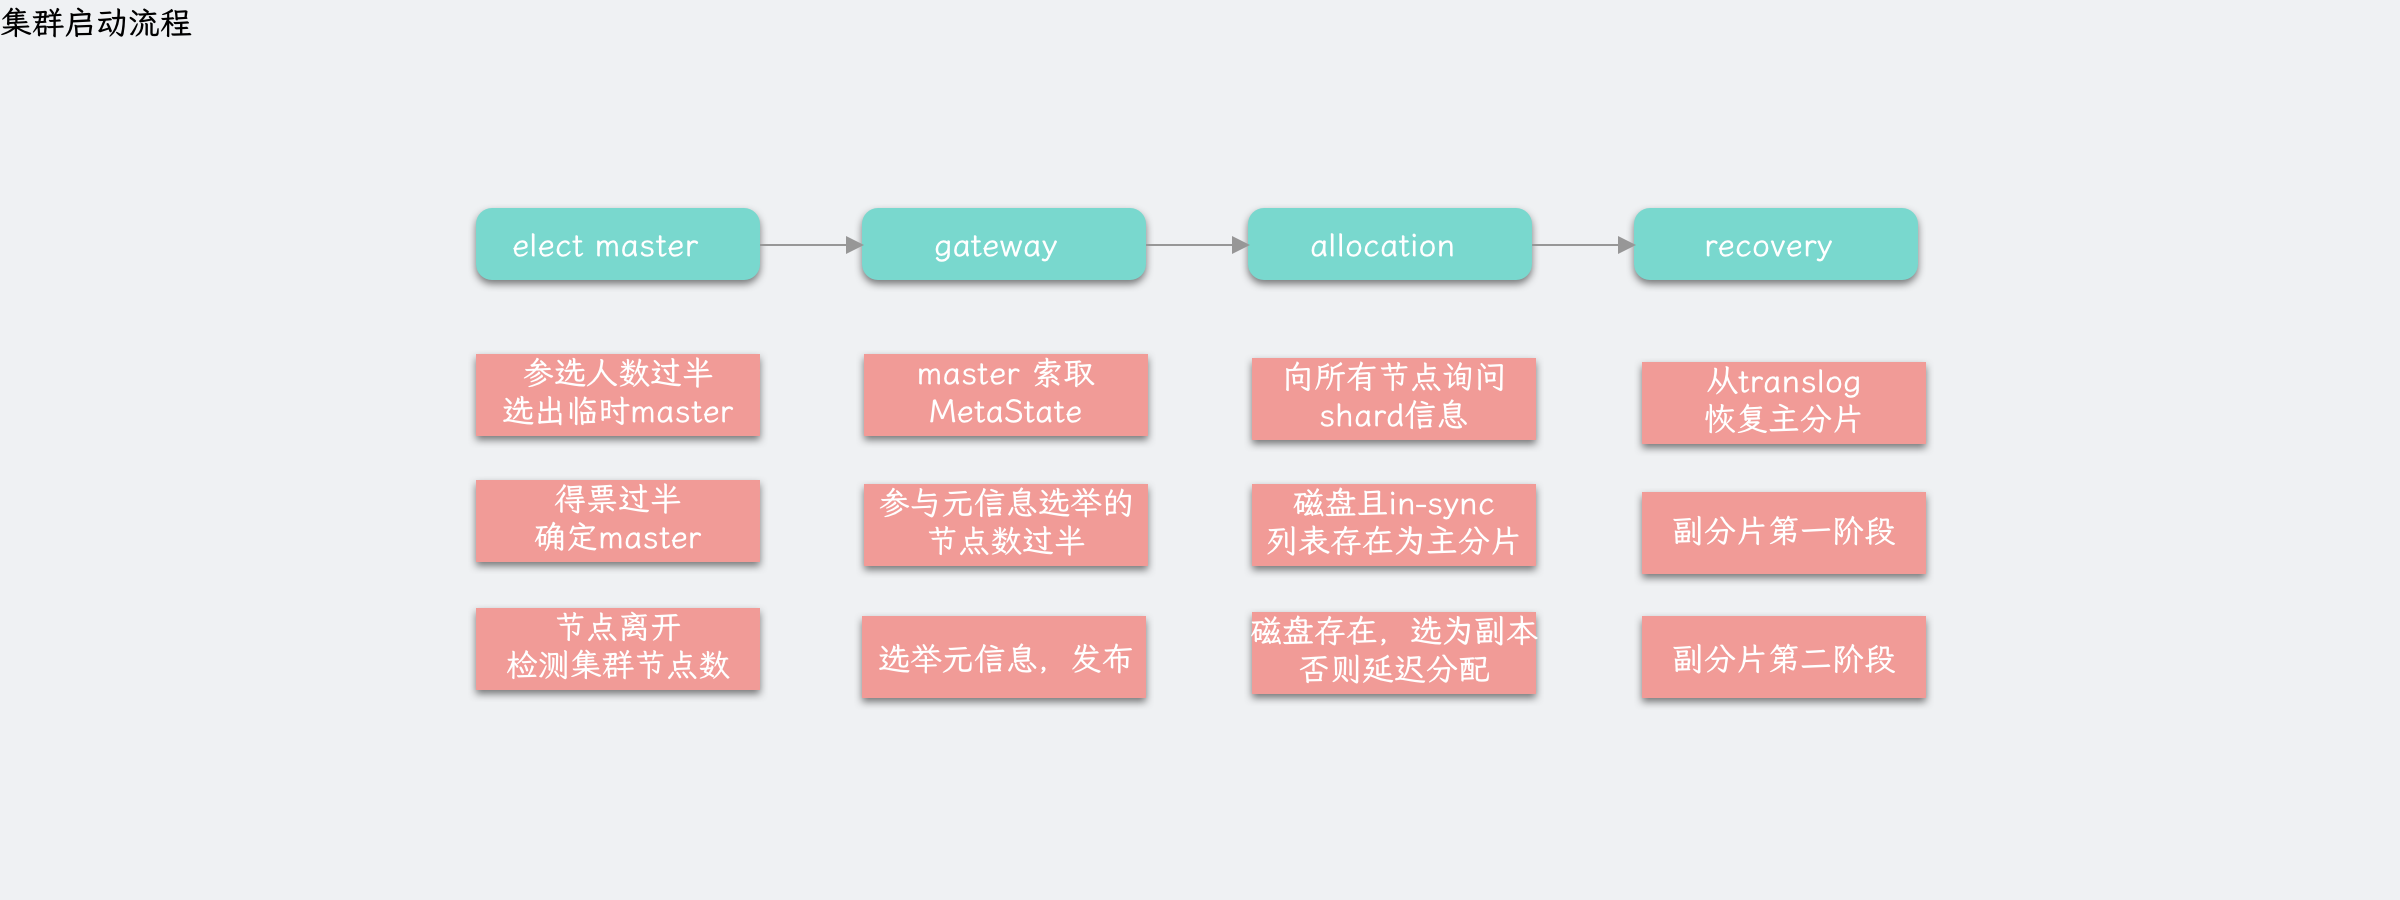 集群启动流程
elect master
gateway
allocation
recovery
参选人数过半
选出临时master
master 索取
MetaState
向所有节点询问
shard信息
从translog
恢复主分片
得票过半
确定master
参与元信息选举的
节点数过半
磁盘且in-sync
列表存在为主分片
副分片第一阶段
节点离开
检测集群节点数
选举元信息，发布
磁盘存在，选为副本
否则延迟分配
副分片第二阶段